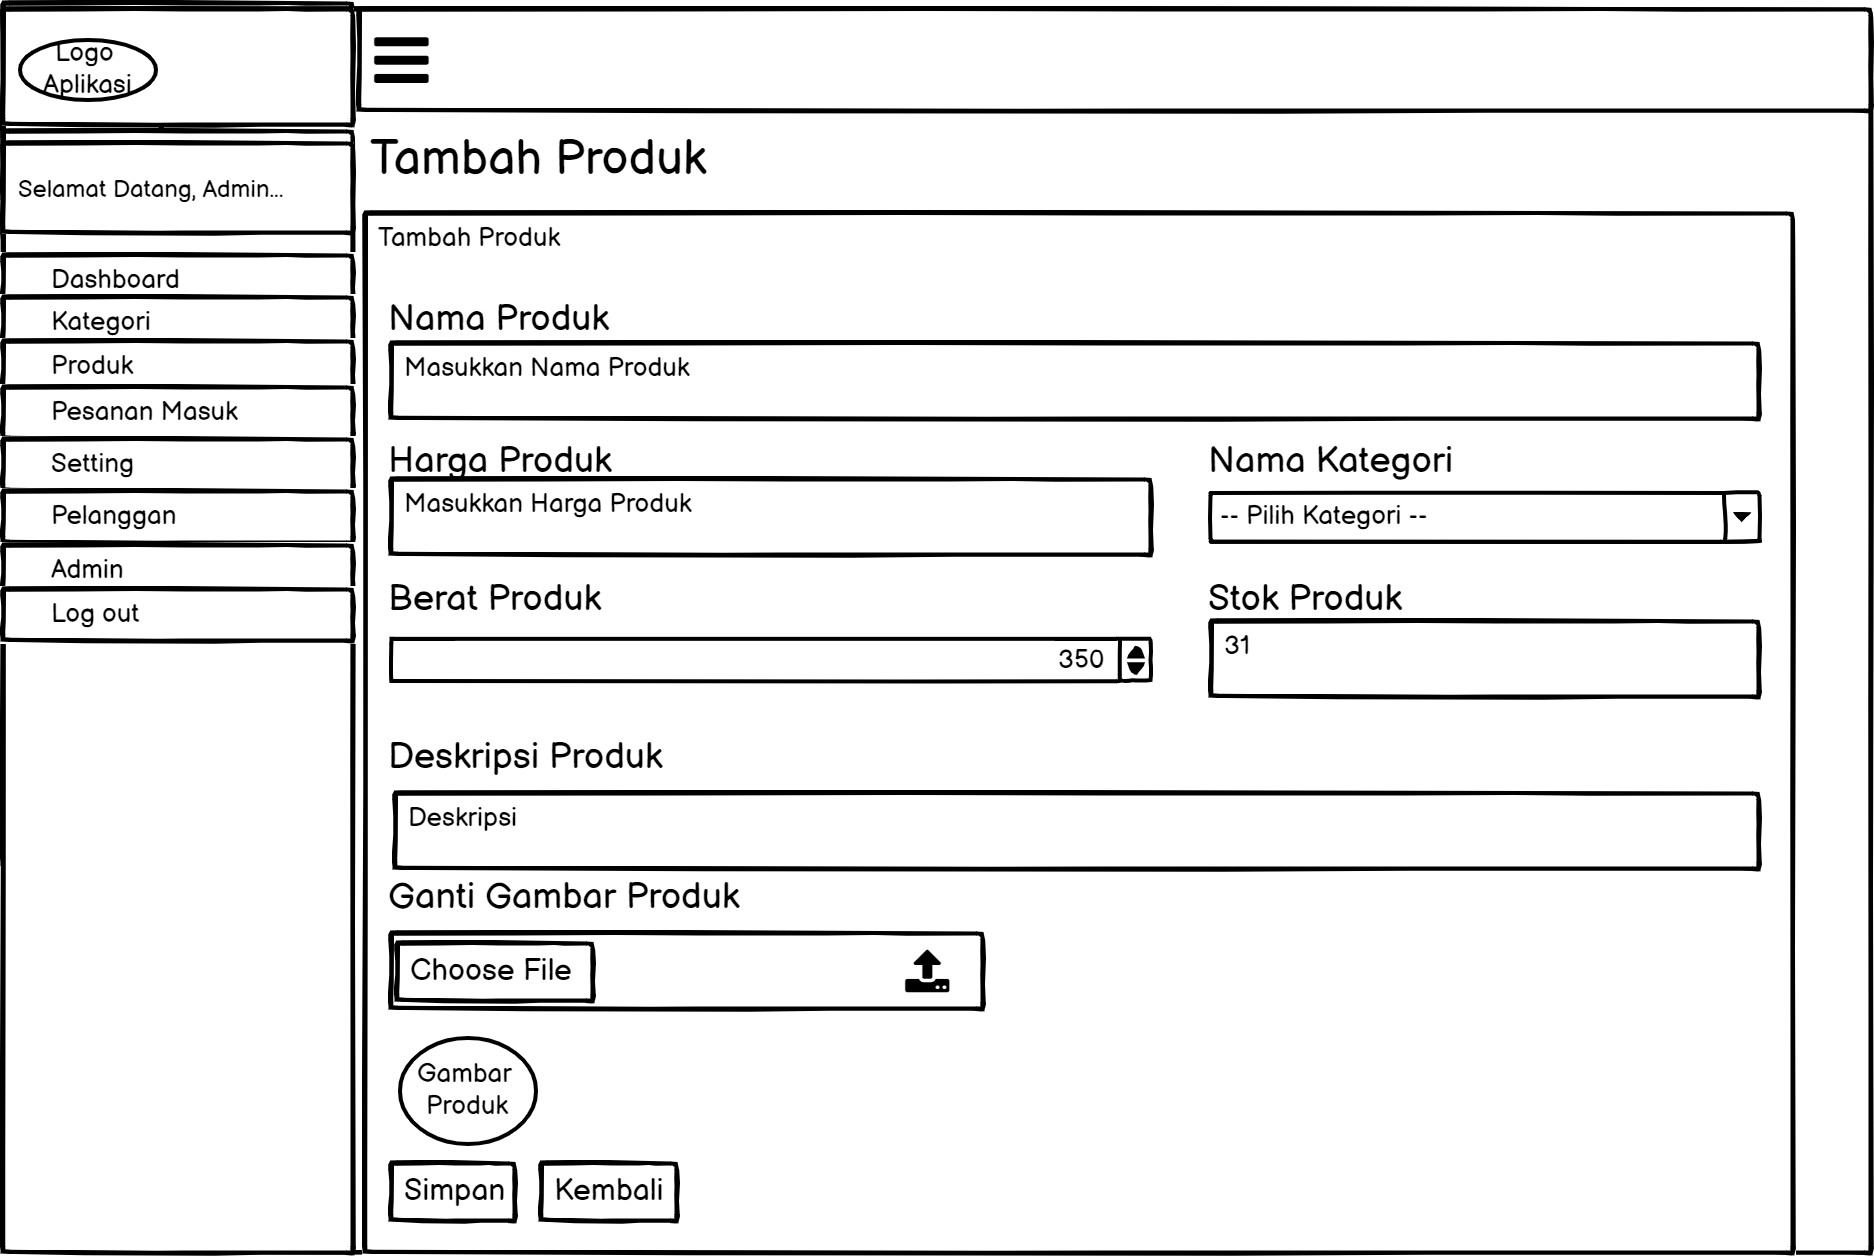 Logo
Aplikasi
Selamat Datang, Admin...
Dashboard
Kategori
Produk
Pesanan Masuk
Setting
Pelanggan
Admin
Log out
Tambah Produk
Tambah Produk
Nama Produk
Masukkan Nama Produk
Harga Produk
Masukkan Harga Produk
Nama Kategori
-- Pilih Kategori --
Berat Produk
350
Stok Produk
31
Deskripsi Produk
Deskripsi
Ganti Gambar Produk
Choose File
Gambar
Produk
Simpan
Kembali